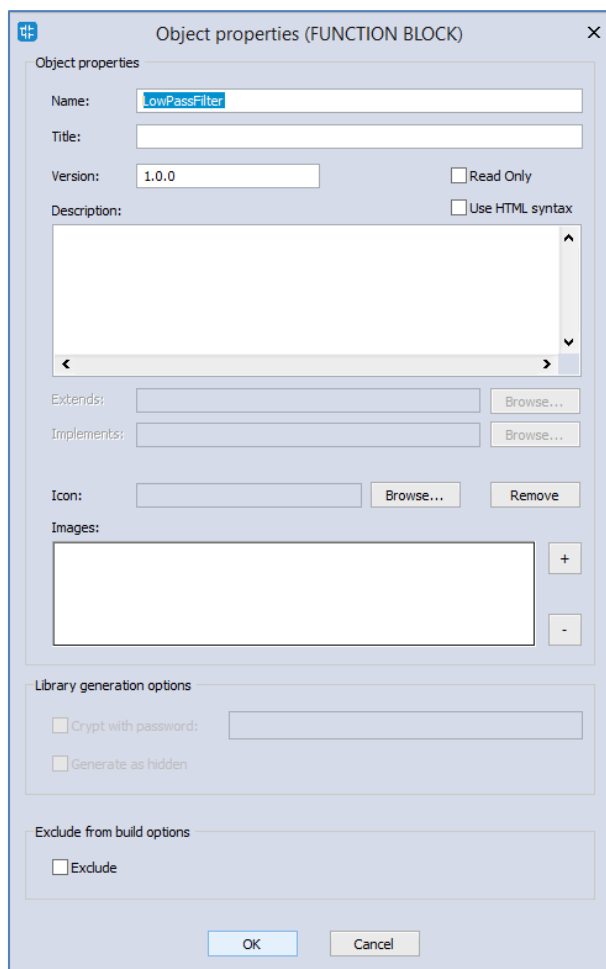 Object properties (FUNCTION BLOCK)
Object properties
Name: LowPassFilter
Title:
Version: 1.0.0 Read Only
Description: Use HTML syntax
Extends: Browse...
Implements: Browse...
Icon: Browse... Remove
Images:
+
-
Library generation options
Crypt with password:
Generate as hidden
Exclude from build options
Exclude
OK Cancel